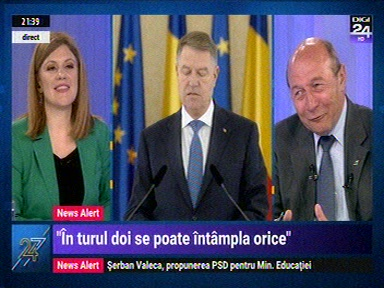 21:39
direct
DIGI
24
HD
News Alert
"În turul doi se poate întâmpla orice"
24
News Alert Șerban Valeca, propunerea PSD pentru Min. Educației